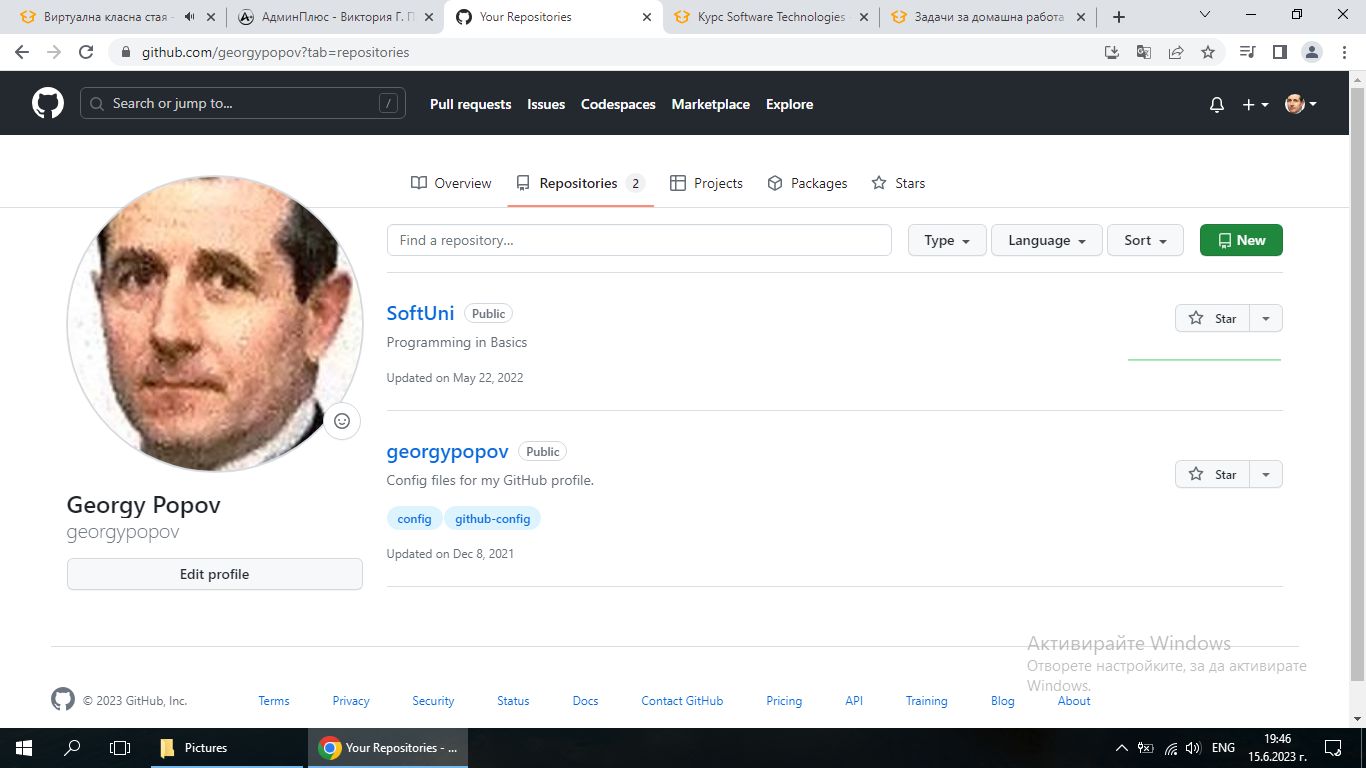 Виртуална класна стая -
АдминПлюс - Виктория Г. П
Your Repositories
Курс Software Technologies
Задачи за домашна работа
github.com/georgypopov?tab=repositories
Search or jump to...
/
Pull requests
Issues
Codespaces
Marketplace
Explore
Overview
Repositories 2
Projects
Packages
Stars
Find a repository...
Type
Language
Sort
New
SoftUni Public
Star
Programming in Basics
Updated on May 22, 2022
georgypopov Public
Star
Config files for my GitHub profile.
config github-config
Updated on Dec 8, 2021
Georgy Popov
georgypopov
Edit profile
Активирайте Windows
Отворете настройките, за да активирате
Windows.
© 2023 GitHub, Inc.
Terms
Privacy
Security
Status
Docs
Contact GitHub
Pricing
API
Training
Blog
About
Pictures
Your Repositories - ...
ENG
19:46
15.6.2023 г.